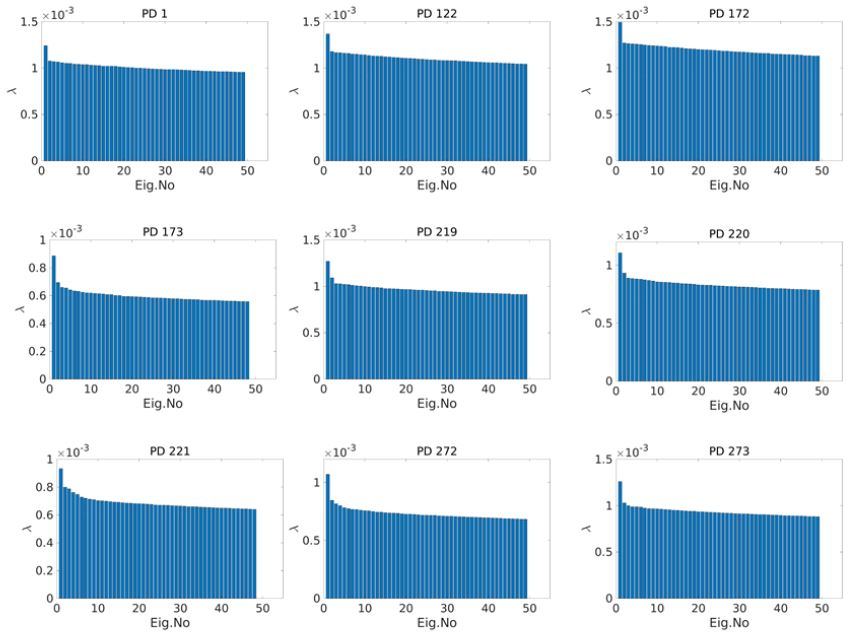 PD 1
×10⁻³
1.5
1
0.5
0
λ
0 10 20 30 40 50
Eig.No
PD 122
×10⁻³
1.5
1
0.5
0
λ
0 10 20 30 40 50
Eig.No
PD 172
×10⁻³
1.5
1
0.5
0
λ
0 10 20 30 40 50
Eig.No
PD 173
×10⁻³
1
0.8
0.6
0.4
0.2
0
λ
0 10 20 30 40 50
Eig.No
PD 219
×10⁻³
1.5
1
0.5
0
λ
0 10 20 30 40 50
Eig.No
PD 220
×10⁻³
1
0.5
0
λ
0 10 20 30 40 50
Eig.No
PD 221
×10⁻³
1
0.8
0.6
0.4
0.2
0
λ
0 10 20 30 40 50
Eig.No
PD 272
×10⁻³
1
0.5
0
λ
0 10 20 30 40 50
Eig.No
PD 273
×10⁻³
1.5
1
0.5
0
λ
0 10 20 30 40 50
Eig.No